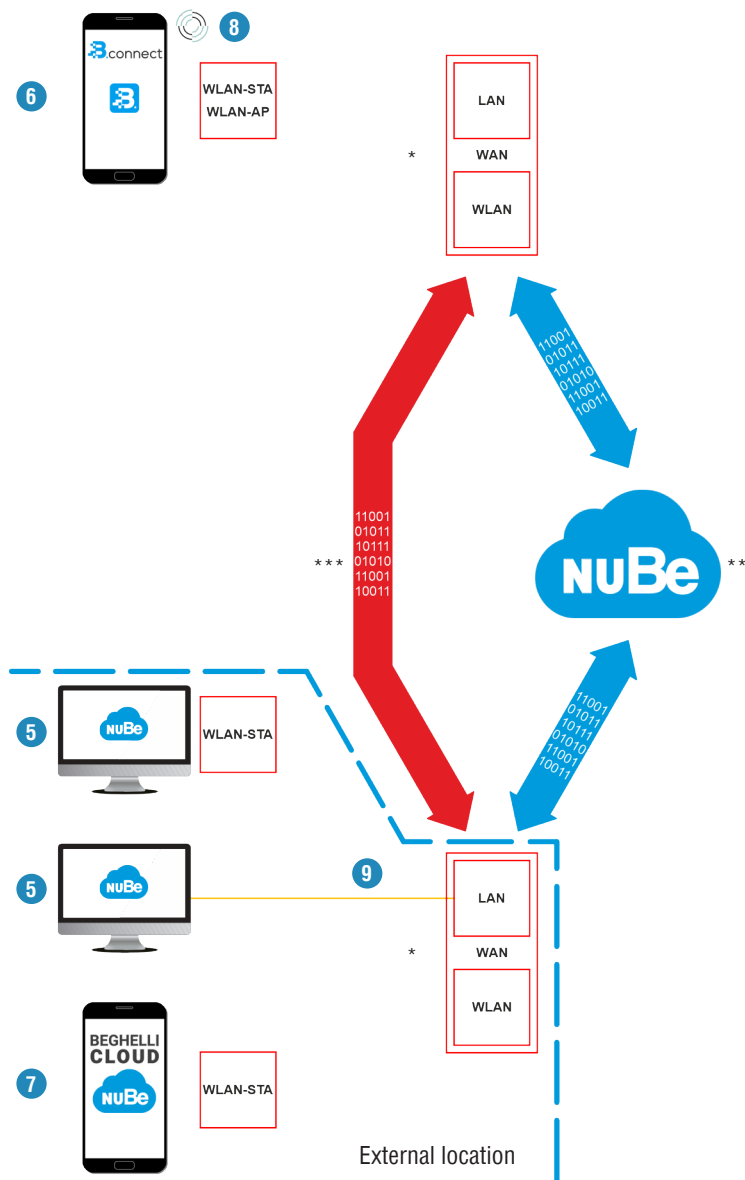 8
B.connect
6
B.
WLAN-STA
WLAN-AP
LAN
*
WAN
WLAN
11001
01011
10111
01010
11001
10011
11001
01011
10111
01010
11001
10011
***
NUBe
**
5
NUBe
WLAN-STA
11001
01011
10111
01010
11001
10011
5
NUBe
9
LAN
*
WAN
WLAN
7
BEGHELLI
CLOUD
NUBe
WLAN-STA
External location